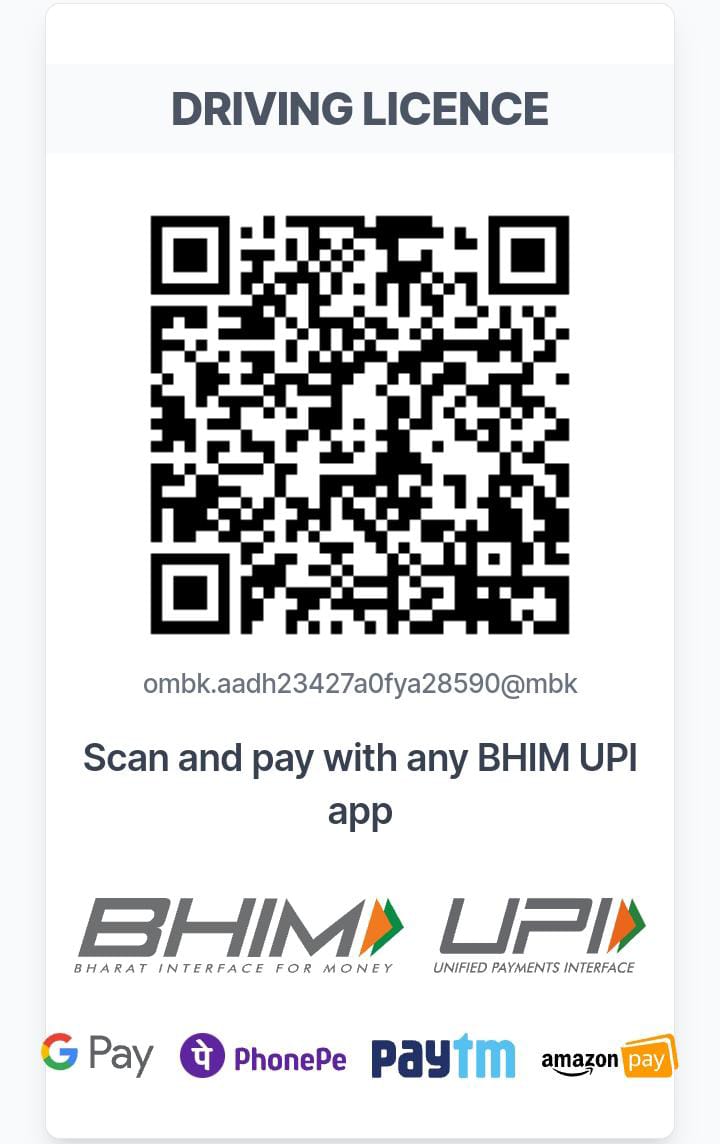 DRIVING LICENCE
ombk.aadh23427a0fya28590@mbk
Scan and pay with any BHIM UPI
app
BHIM UPI
BHARAT INTERFACE FOR MONEY UNIFIED PAYMENTS INTERFACE
G Pay पे PhonePe paytm amazon pay